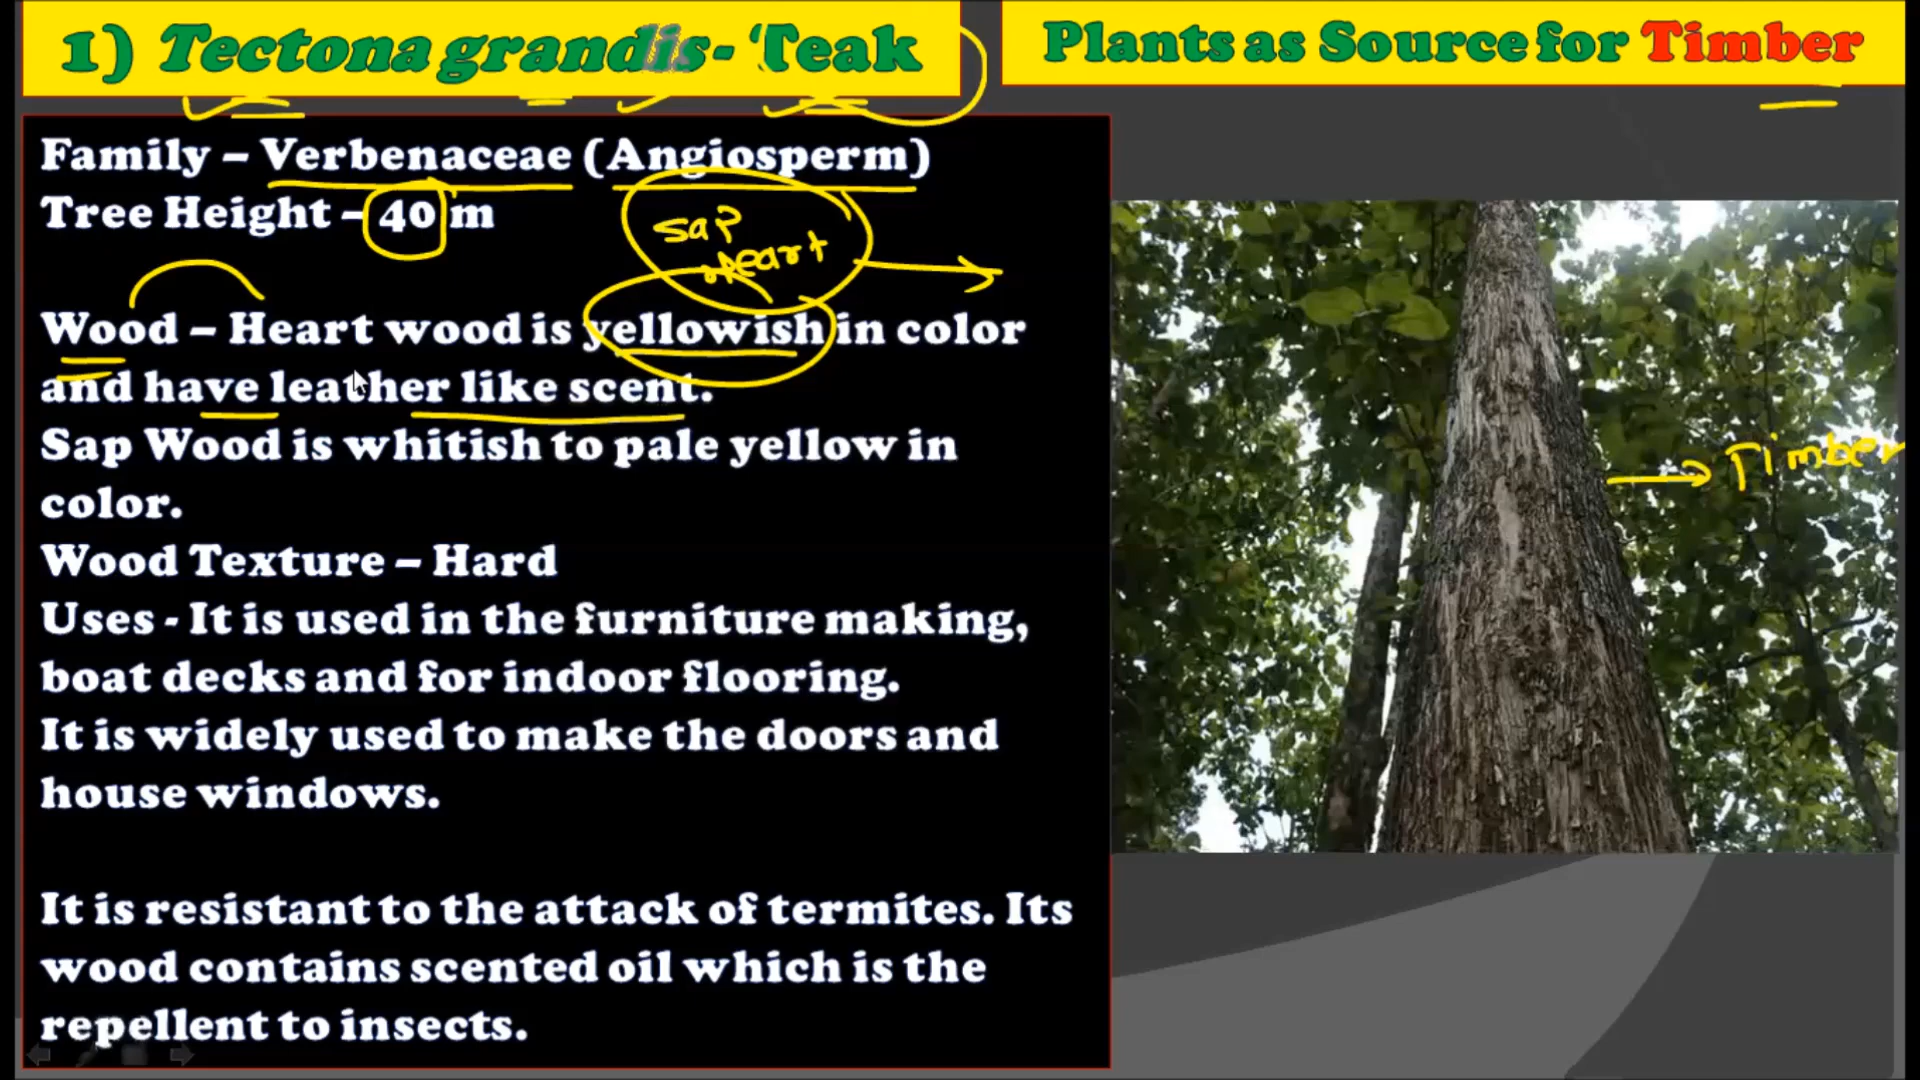 1) Tectona grandis- 'Teak
Plants as Source for Timber
Family – Verbenaceae (Angiosperm)
Tree Height – 40 m
sap
Heart
Wood – Heart wood is yellowish in color
and have leather like scent.
Sap Wood is whitish to pale yellow in
color.
Wood Texture – Hard
Uses - It is used in the furniture making,
boat decks and for indoor flooring.
It is widely used to make the doors and
house windows.
It is resistant to the attack of termites. Its
wood contains scented oil which is the
repellent to insects.
Timber